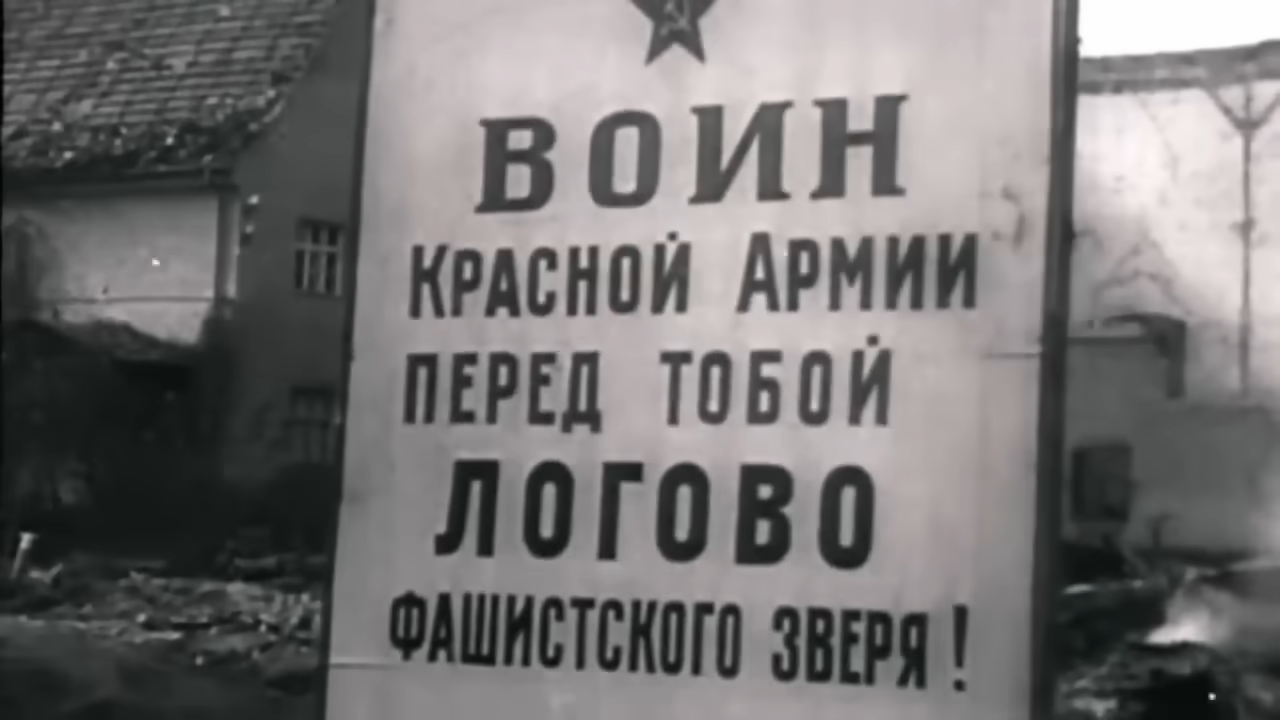 ВОИН
КРАСНОЙ АРМИИ
ПЕРЕД ТОБОЙ
ЛОГОВО
ФАШИСТСКОГО ЗВЕРЯ!